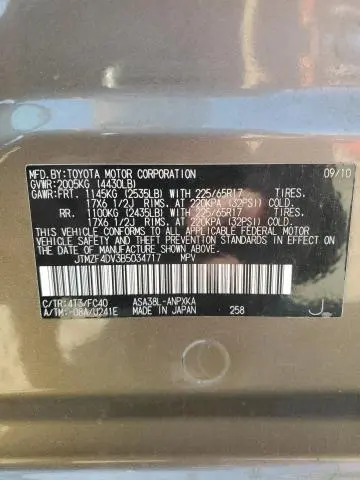 MFD.BY:TOYOTA MOTOR CORPORATION 09/10
GVWR:2005KG (4430LB)
GAWR:FRT. 1145KG (2535LB) WITH 225/65R17 TIRES.
17X6 1/2J RIMS. AT 220KPA (32PSI) COLD.
RR. 1100KG (2435LB) WITH 225/65R17 TIRES.
17X6 1/2J RIMS. AT 220KPA (32PSI) COLD.
THIS VEHICLE CONFORMS TO ALL APPLICABLE FEDERAL
MOTOR VEHICLE SAFETY STANDARDS IN EFFECT ON
THE DATE OF MANUFACTURE SHOWN ABOVE.
JTMZF4DV3B5034717 MPV
C/TR:4T3/FC40 ASA38L-ANPXKA
A/TM:-08A/U241E MADE IN JAPAN 258 J